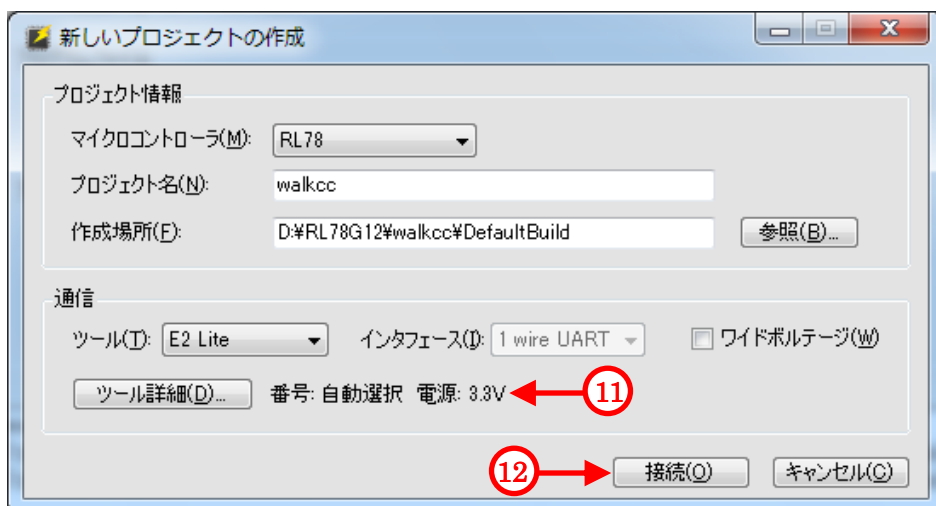 新しいプロジェクトの作成
プロジェクト情報
マイクロコントローラ(M): RL78
プロジェクト名(N): walkcc
作成場所(F): D:¥RL78G12¥walkcc¥DefaultBuild 参照(B)...
通信
ツール(T): E2 Lite インタフェース(I): 1 wire UART ワイドボルテージ(W)
ツール詳細(D)... 番号: 自動選択 電源: 3.3V 11
12 接続(O) キャンセル(C)